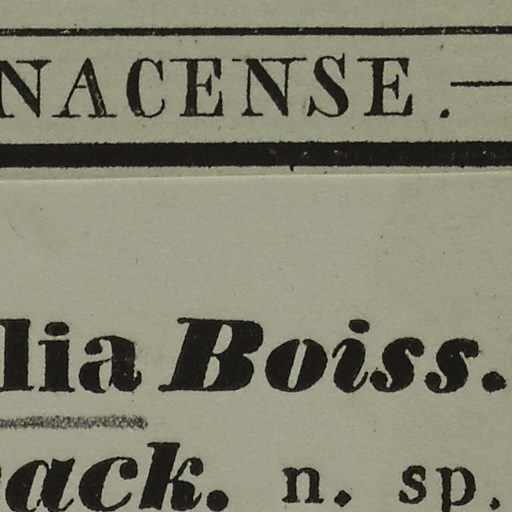 NACENSE.—
lia Boiss.
ack. n. sp.